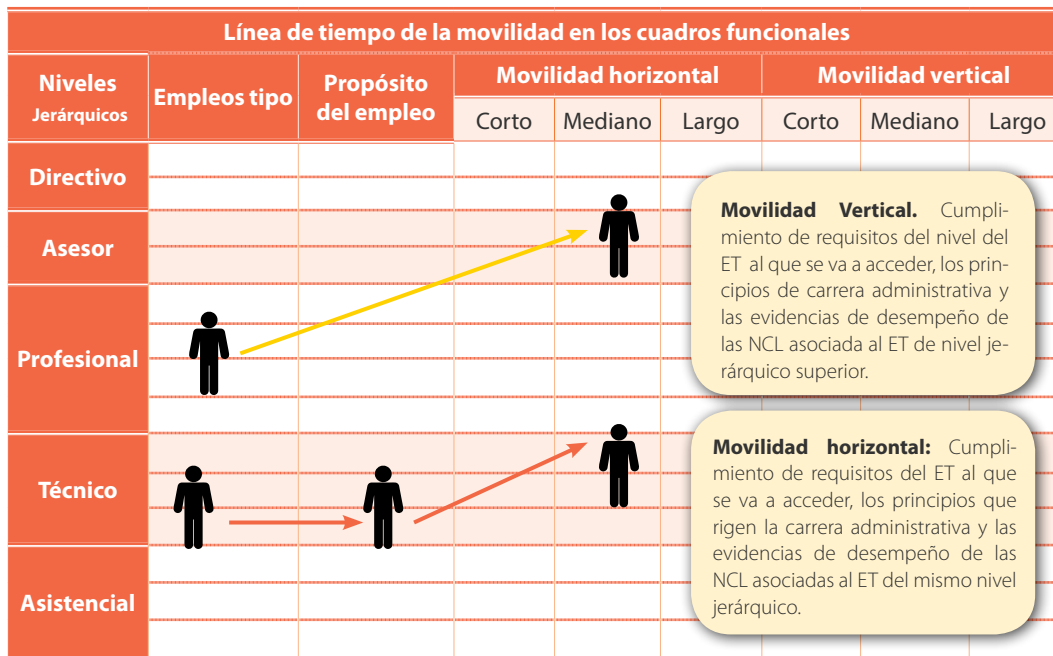 Línea de tiempo de la movilidad en los cuadros funcionales
Niveles
Jerárquicos
Empleos tipo
Propósito
del empleo
Movilidad horizontal
Movilidad vertical
Corto
Mediano
Largo
Corto
Mediano
Largo
Directivo
Asesor
Profesional
Técnico
Asistencial
Movilidad Vertical. Cumpli-
miento de requisitos del nivel del
ET al que se va a acceder, los prin-
cipios de carrera administrativa y
las evidencias de desempeño de
las NCL asociada al ET de nivel je-
rárquico superior.
Movilidad horizontal: Cumpli-
miento de requisitos del ET al que
se va a acceder, los principios que
rigen la carrera administrativa y las
evidencias de desempeño de las
NCL asociadas al ET del mismo nivel
jerárquico.